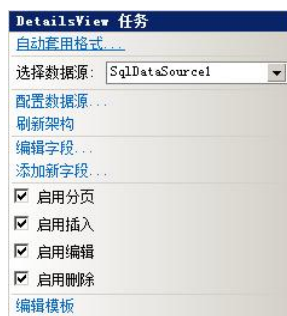 DetailsView 任务
自动套用格式...
选择数据源: SqlDataSource1
配置数据源...
刷新架构
编辑字段...
添加新字段...
启用分页
启用插入
启用编辑
启用删除
编辑模板